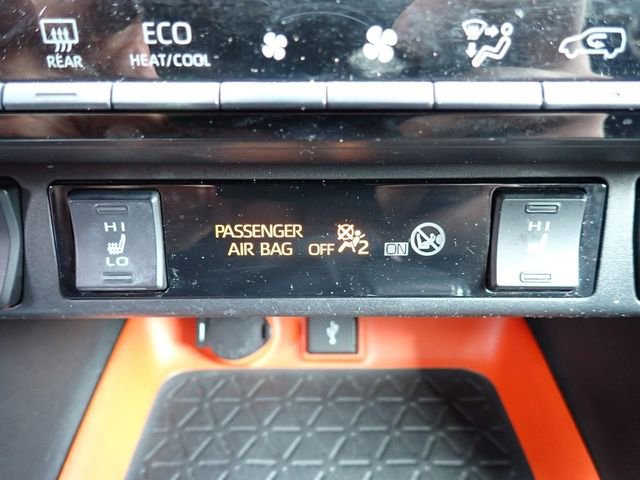 REAR
ECO
HEAT/COOL
HI
LO
PASSENGER
AIR BAG OFF 2 ON
HI